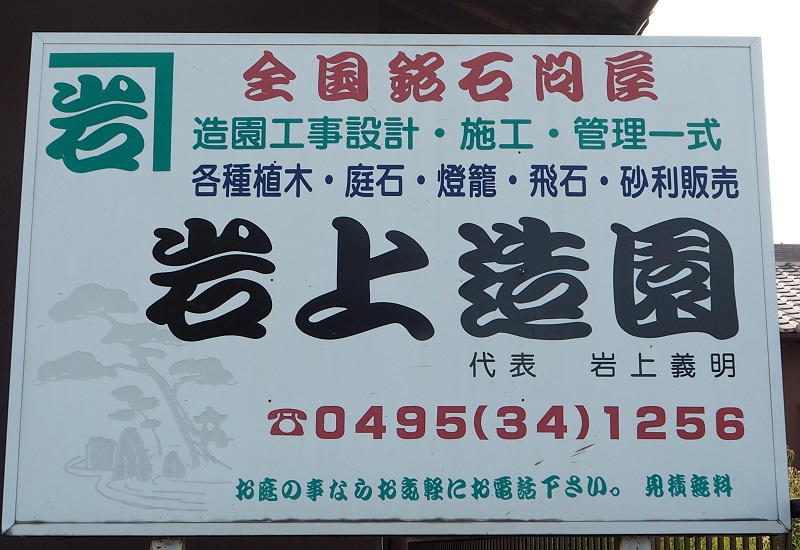 岩
全国銘石問屋
造園工事設計・施工・管理一式
各種植木・庭石・燈籠・飛石・砂利販売
岩上造園
代表 岩上義明
☎0495(34)1256
お庭の事ならお気軽にお電話下さい。 見積無料